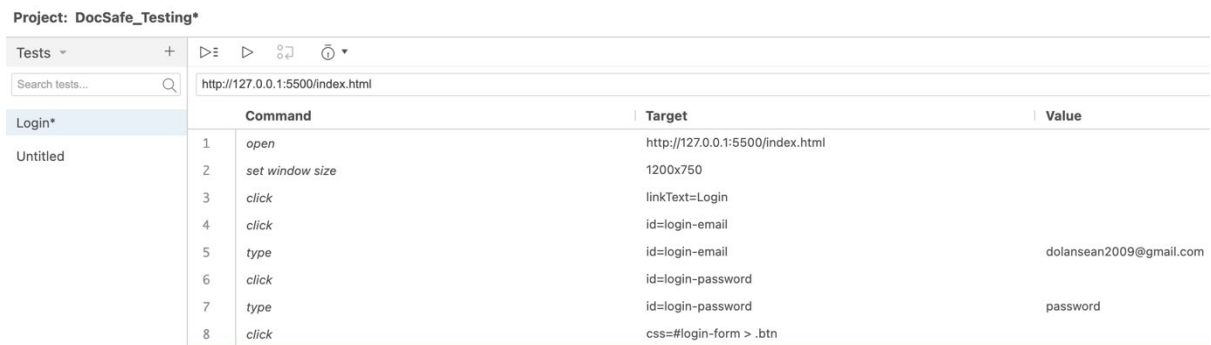 Project: DocSafe_Testing*
Tests
Search tests...
http://127.0.0.1:5500/index.html
Command Target Value
Login*
Untitled
1 open http://127.0.0.1:5500/index.html
2 set window size 1200x750
3 click linkText=Login
4 click id=login-email
5 type id=login-email dolansean2009@gmail.com
6 click id=login-password
7 type id=login-password password
8 click css=#login-form > .btn